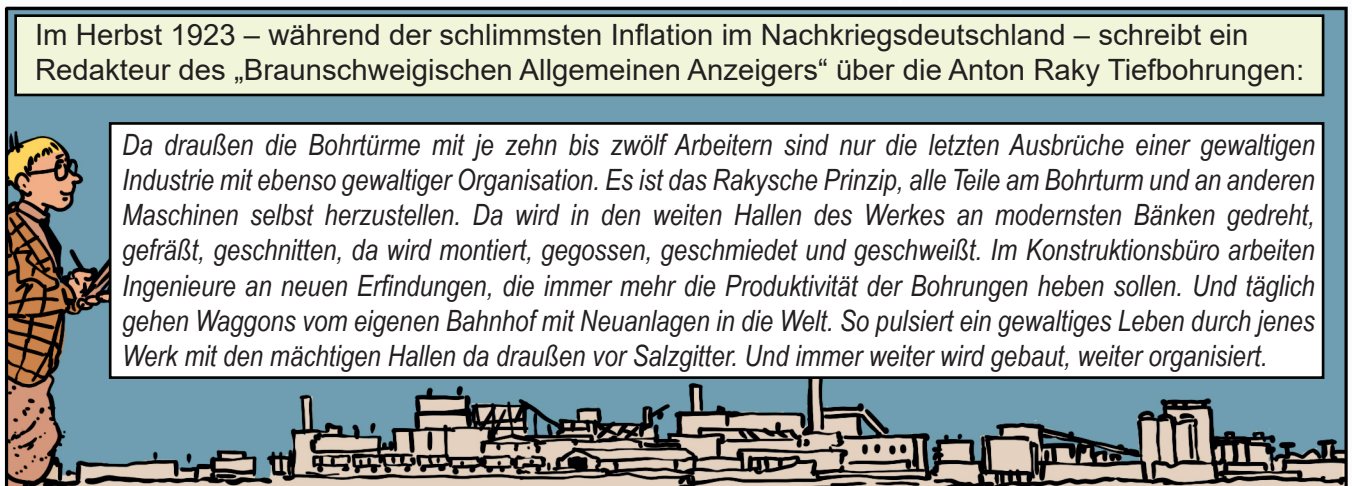 Im Herbst 1923 – während der schlimmsten Inflation im Nachkriegsdeutschland – schreibt ein
Redakteur des „Braunschweigischen Allgemeinen Anzeigers“ über die Anton Raky Tiefbohrungen:
Da draußen die Bohrtürme mit je zehn bis zwölf Arbeitern sind nur die letzten Ausbrüche einer gewaltigen
Industrie mit ebenso gewaltiger Organisation. Es ist das Rakysche Prinzip, alle Teile am Bohrturm und an anderen
Maschinen selbst herzustellen. Da wird in den weiten Hallen des Werkes an modernsten Bänken gedreht,
gefräßt, geschnitten, da wird montiert, gegossen, geschmiedet und geschweißt. Im Konstruktionsbüro arbeiten
Ingenieure an neuen Erfindungen, die immer mehr die Produktivität der Bohrungen heben sollen. Und täglich
gehen Waggons vom eigenen Bahnhof mit Neuanlagen in die Welt. So pulsiert ein gewaltiges Leben durch jenes
Werk mit den mächtigen Hallen da draußen vor Salzgitter. Und immer weiter wird gebaut, weiter organisiert.